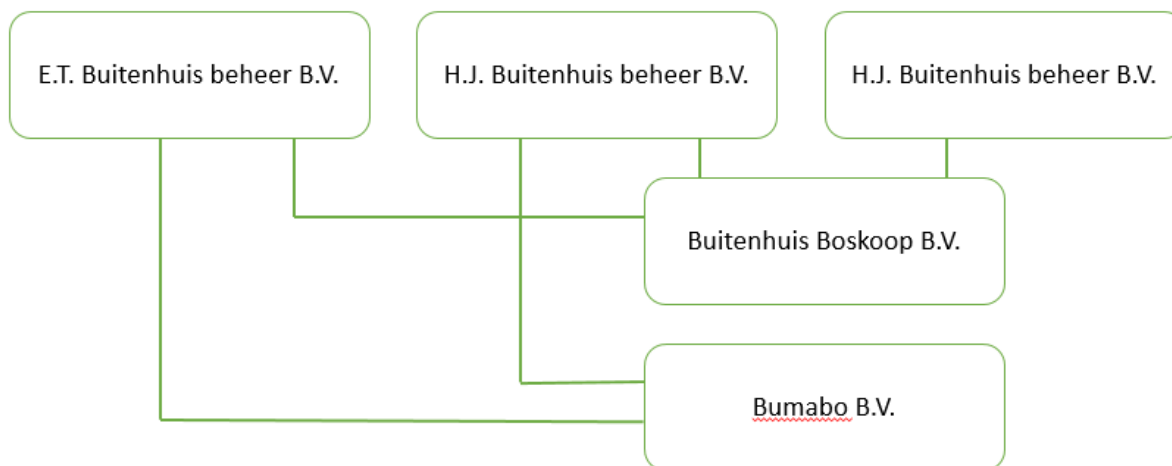 E.T. Buitenhuis beheer B.V.
H.J. Buitenhuis beheer B.V.
H.J. Buitenhuis beheer B.V.
Buitenhuis Boskoop B.V.
Bumabo B.V.